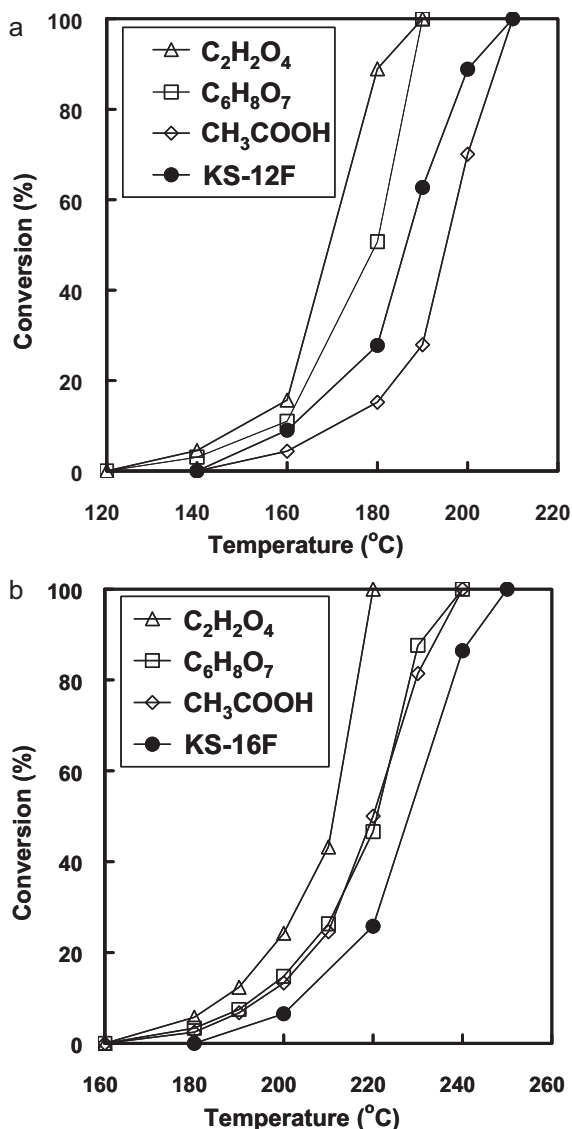 a
100
80
60
40
20
0
Conversion (%)
C₂H₂O₄
C₆H₈O₇
CH₃COOH
KS-12F
120 140 160 180 200 220
Temperature (°C)
b
100
80
60
40
20
0
Conversion (%)
C₂H₂O₄
C₆H₈O₇
CH₃COOH
KS-16F
160 180 200 220 240 260
Temperature (°C)